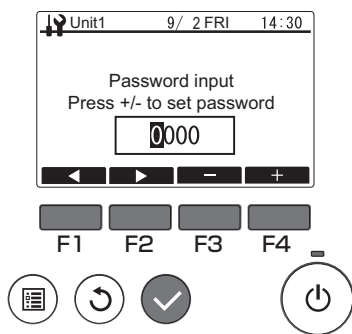 Unit1 9/ 2 FRI 14:30
Password input
Press +/- to set password
0000
F1 F2 F3 F4